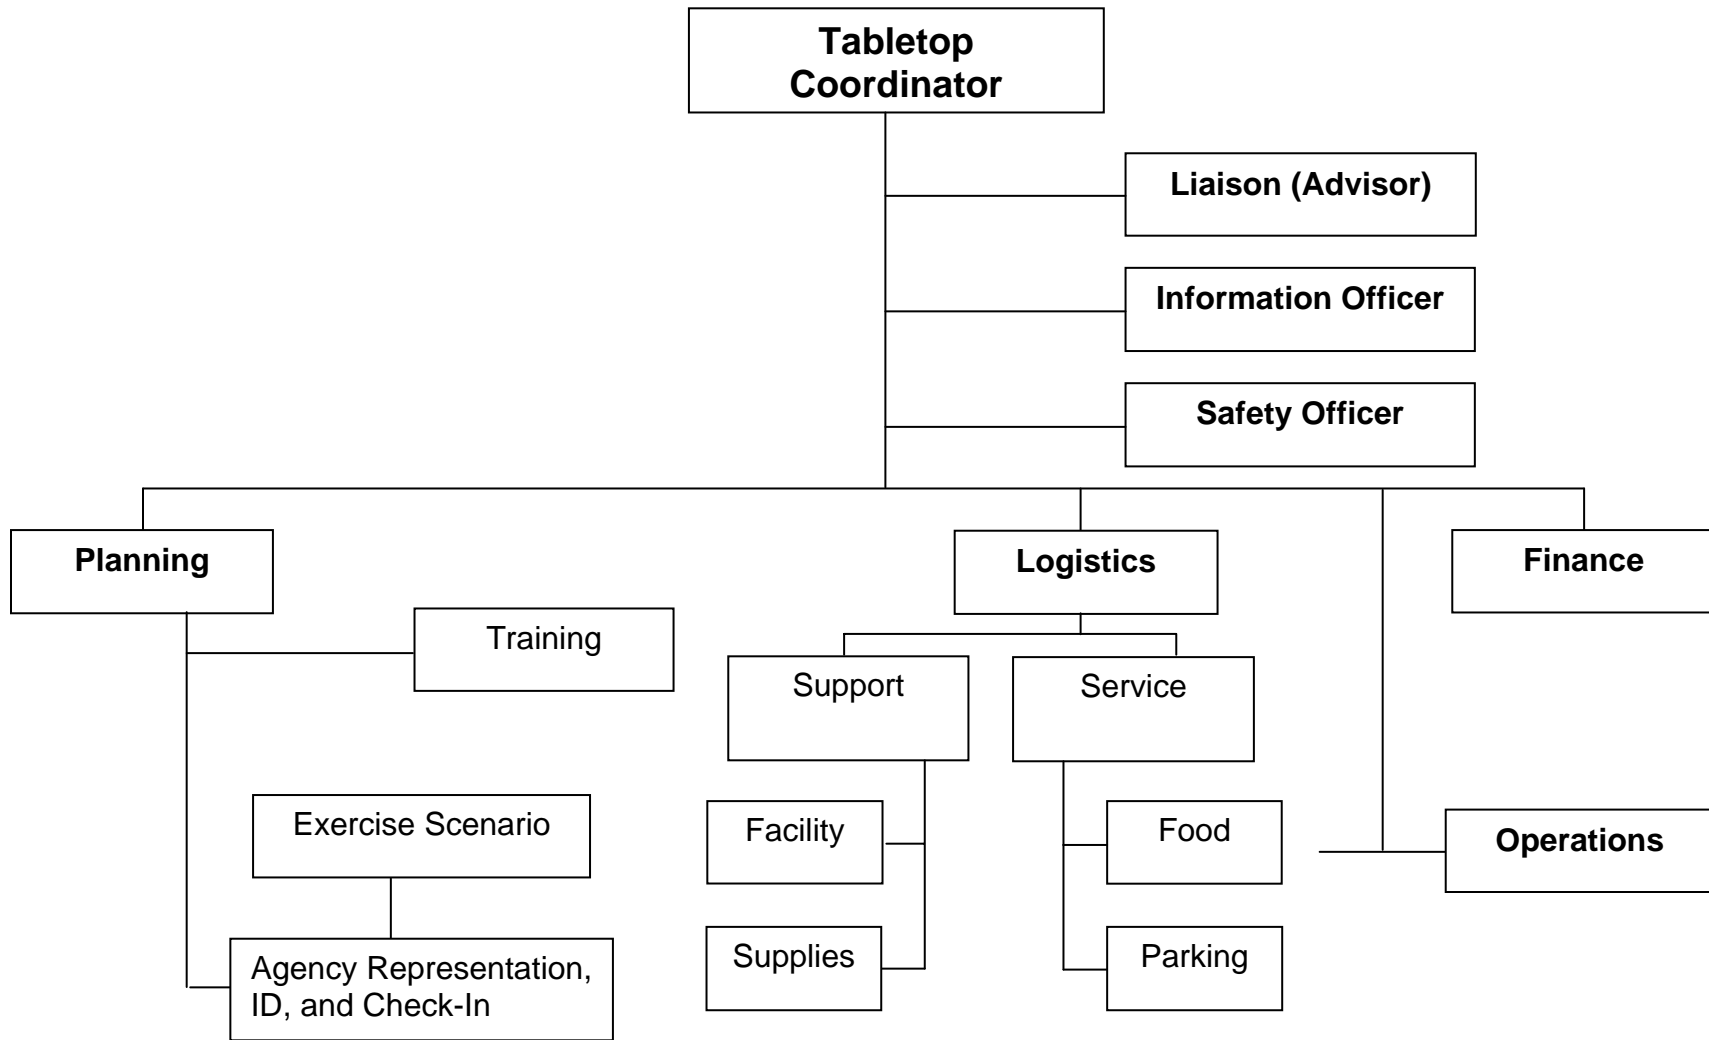 Tabletop
Coordinator
Liaison (Advisor)
Information Officer
Safety Officer
Planning
Logistics
Finance
Training
Support
Service
Exercise Scenario
Facility
Food
Operations
Agency Representation,
ID, and Check-In
Supplies
Parking